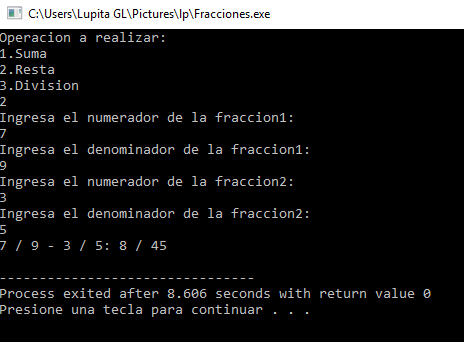 C:\Users\Lupita GL\Pictures\lp\Fracciones.exe
Operacion a realizar:
1.Suma
2.Resta
3.Division
2
Ingresa el numerador de la fraccion1:
7
Ingresa el denominador de la fraccion1:
9
Ingresa el numerador de la fraccion2:
3
Ingresa el denominador de la fraccion2:
5
7 / 9 - 3 / 5: 8 / 45
--------------------------------
Process exited after 8.606 seconds with return value 0
Presione una tecla para continuar . . .